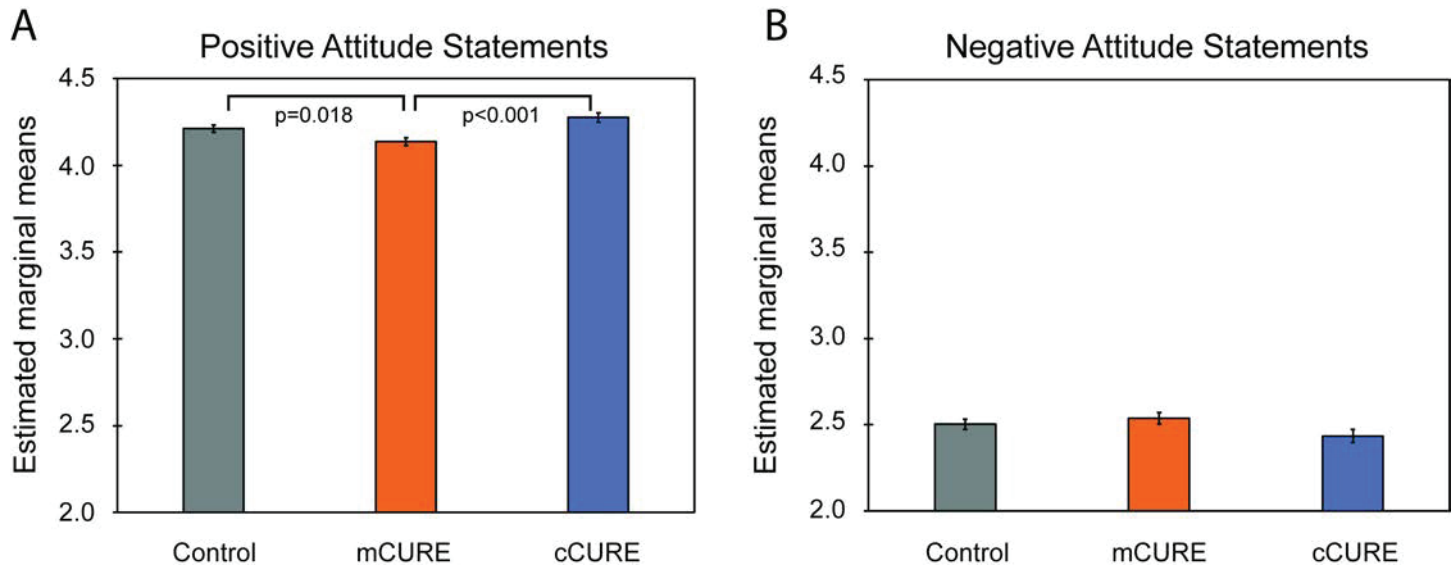 A
Positive Attitude Statements
Estimated marginal means
4.5
4.0
3.5
3.0
2.5
2.0
p=0.018
p<0.001
Control
mCURE
cCURE
B
Negative Attitude Statements
Estimated marginal means
4.5
4.0
3.5
3.0
2.5
2.0
Control
mCURE
cCURE